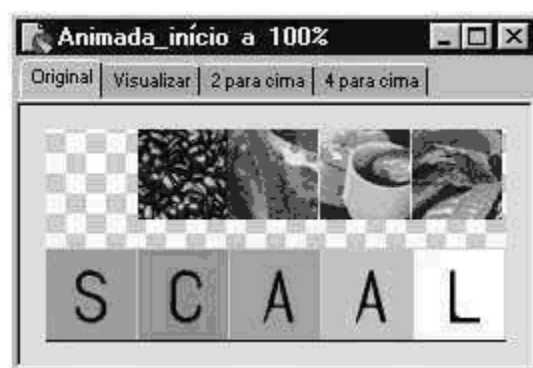 Animada_início a 100%
Original Visualizar 2 para cima 4 para cima
S C A A L